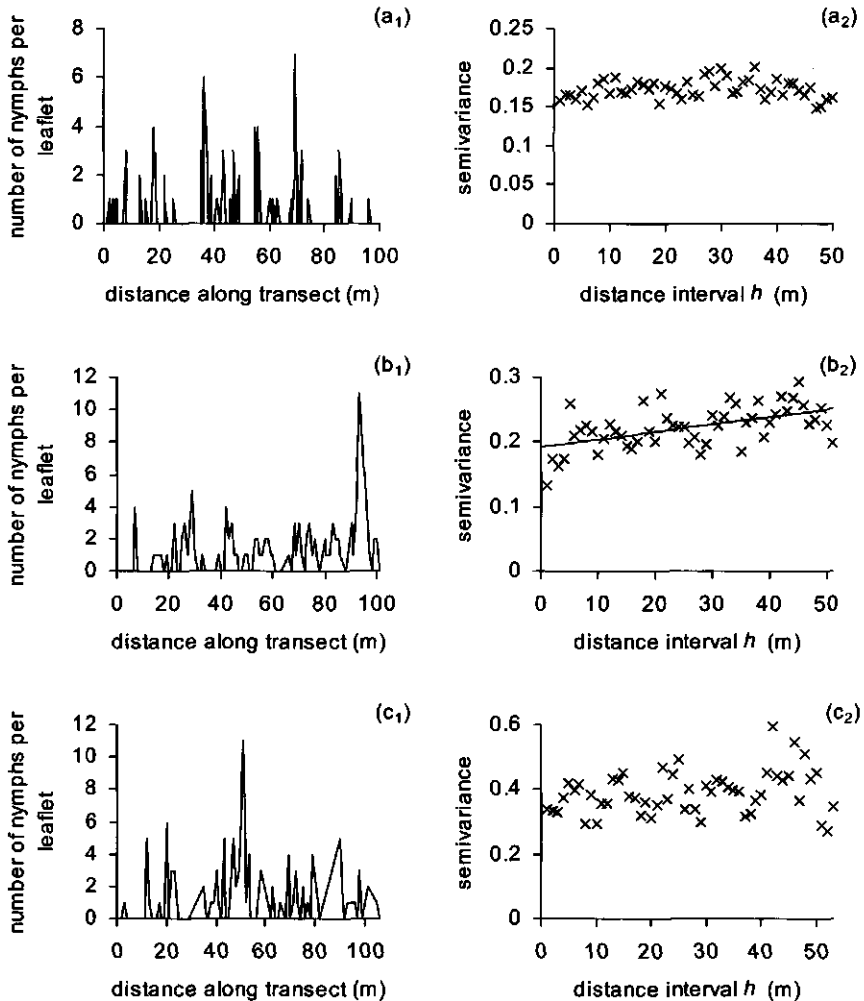 (a1)
number of nymphs per
leaflet
8
6
4
2
0
0 20 40 60 80 100
distance along transect (m)
(a2)
semivariance
0.25
0.2
0.15
0.1
0.05
0
0 10 20 30 40 50
distance interval h (m)
(b1)
number of nymphs per
leaflet
12
10
8
6
4
2
0
0 20 40 60 80 100
distance along transect (m)
(b2)
semivariance
0.3
0.2
0.1
0
0 10 20 30 40 50
distance interval h (m)
(c1)
number of nymphs per
leaflet
12
10
8
6
4
2
0
0 20 40 60 80 100
distance along transect (m)
(c2)
semivariance
0.6
0.4
0.2
0
0 10 20 30 40 50
distance interval h (m)